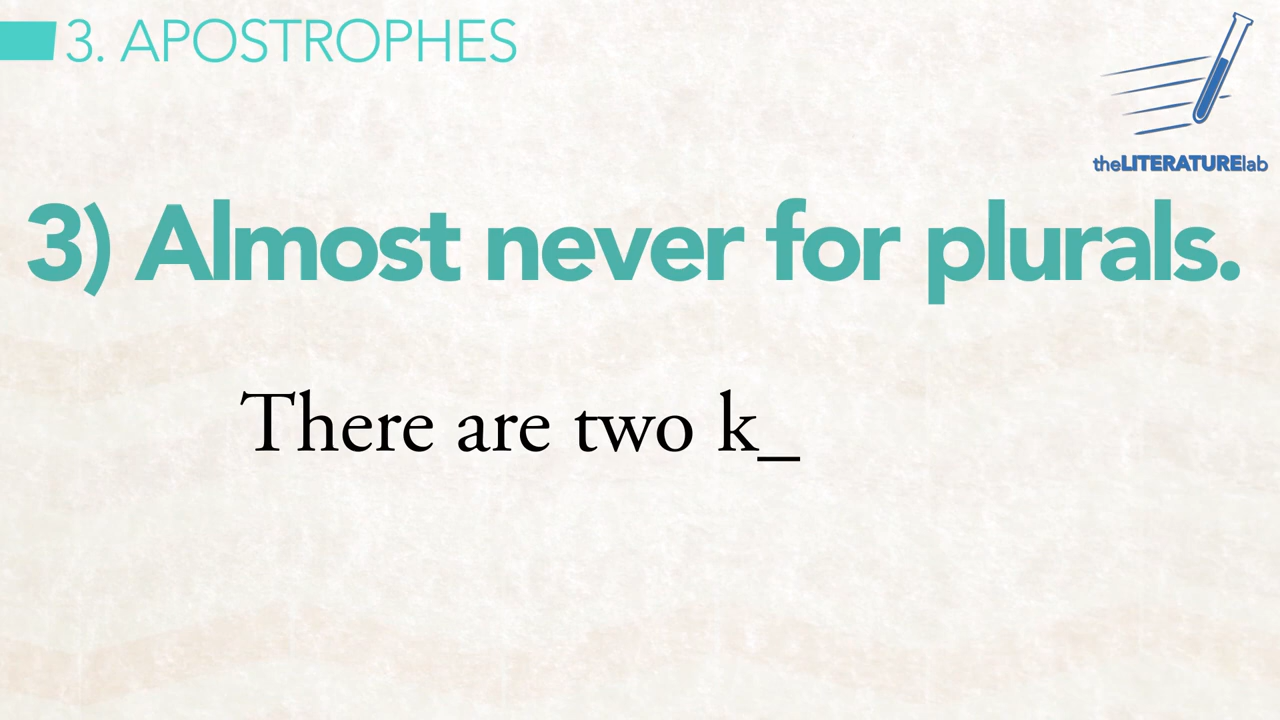 3. APOSTROPHES
theLITERATURElab
3) Almost never for plurals.
There are two k_